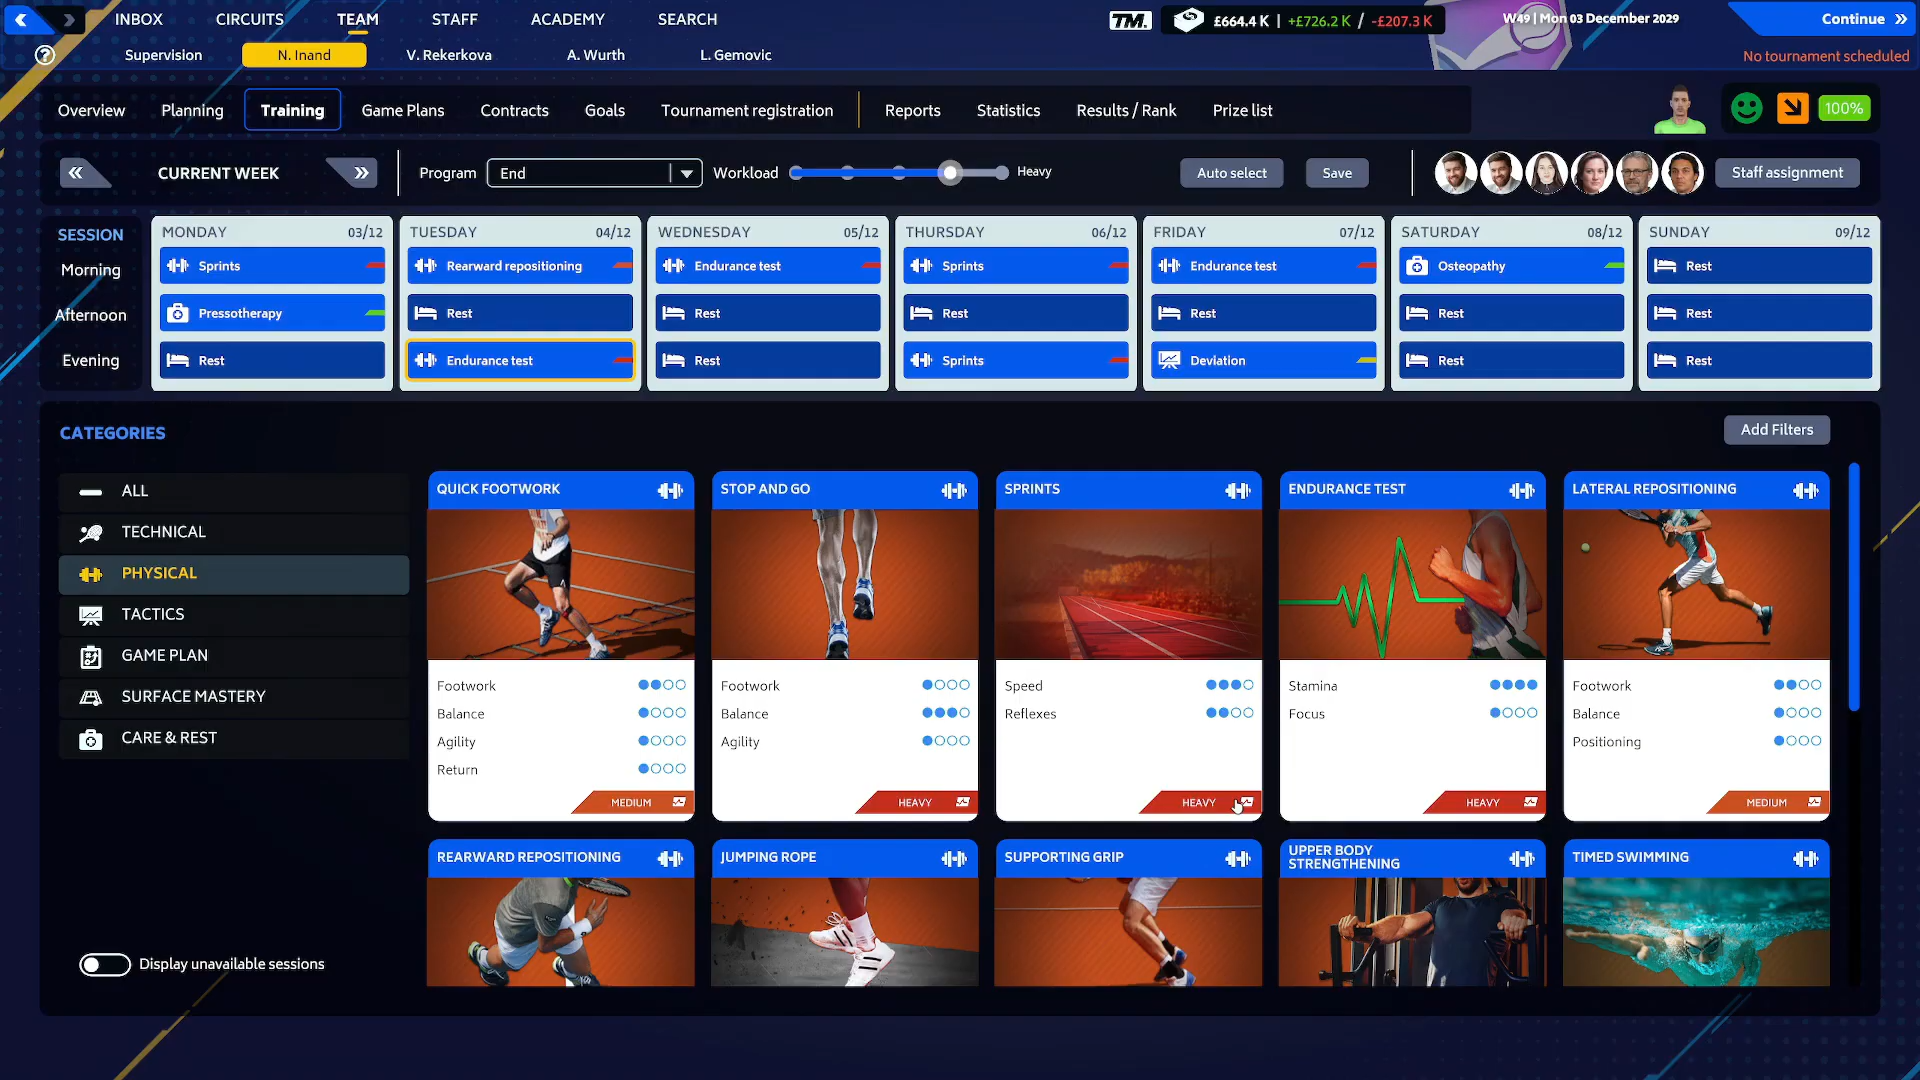 INBOX CIRCUITS TEAM STAFF ACADEMY SEARCH
TM. £664.4 K | +£726.2 K / -£207.3 K
W49 | Mon 03 December 2029
Continue
Supervision N. Inand V. Rekerkova A. Wurth L. Gemovic
No tournament scheduled
Overview Planning Training Game Plans Contracts Goals Tournament registration Reports Statistics Results / Rank Prize list
100%
CURRENT WEEK Program End Workload Heavy Auto select Save Staff assignment
SESSION MONDAY 03/12 TUESDAY 04/12 WEDNESDAY 05/12 THURSDAY 06/12 FRIDAY 07/12 SATURDAY 08/12 SUNDAY 09/12
Morning Sprints Rearward repositioning Endurance test Sprints Endurance test Osteopathy Rest
Afternoon Pressotherapy Rest Rest Rest Rest Rest Rest
Evening Rest Endurance test Rest Sprints Deviation Rest Rest
CATEGORIES
Add Filters
ALL
TECHNICAL
PHYSICAL
TACTICS
GAME PLAN
SURFACE MASTERY
CARE & REST
Display unavailable sessions
QUICK FOOTWORK
Footwork
Balance
Agility
Return
MEDIUM
STOP AND GO
Footwork
Balance
Agility
HEAVY
SPRINTS
Speed
Reflexes
HEAVY
ENDURANCE TEST
Stamina
Focus
HEAVY
LATERAL REPOSITIONING
Footwork
Balance
Positioning
MEDIUM
REARWARD REPOSITIONING
JUMPING ROPE
SUPPORTING GRIP
UPPER BODY
STRENGTHENING
TIMED SWIMMING